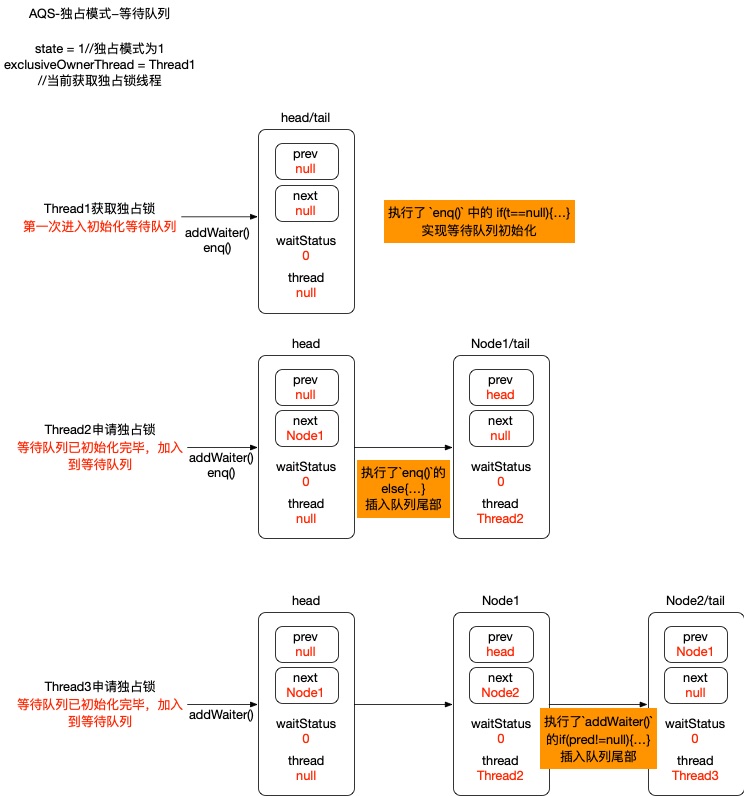 AQS-独占模式–等待队列
state = 1//独占模式为1
exclusiveOwnerThread = Thread1
//当前获取独占锁线程
head/tail
prev
null
next
null
waitStatus
0
thread
null
Thread1获取独占锁
第一次进入初始化等待队列
addWaiter()
enq()
执行了 `enq()` 中的 if(t==null){...}
实现等待队列初始化
head
prev
null
next
Node1
waitStatus
0
thread
null
Node1/tail
prev
head
next
null
waitStatus
0
thread
Thread2
Thread2申请独占锁
等待队列已初始化完毕，加入
到等待队列
addWaiter()
enq()
执行了`enq()`的
else{...}
插入队列尾部
head
prev
null
next
Node1
waitStatus
0
thread
null
Node1
prev
head
next
Node2
waitStatus
0
thread
Thread2
Node2/tail
prev
Node1
next
null
waitStatus
0
thread
Thread3
Thread3申请独占锁
等待队列已初始化完毕，加入
到等待队列
addWaiter()
执行了`addWaiter()`
的if(pred!=null){...}
插入队列尾部